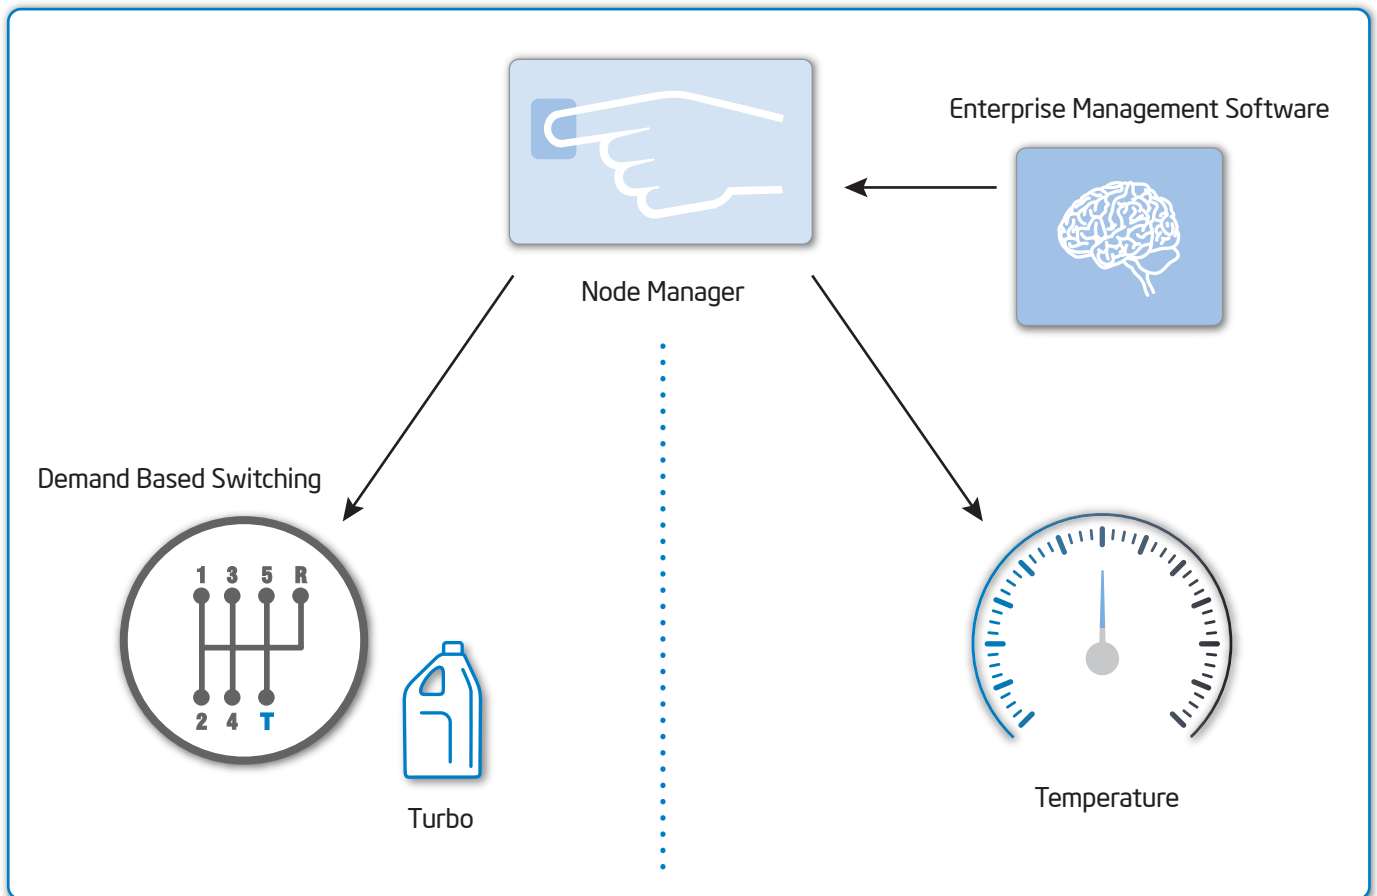 Enterprise Management Software
Node Manager
Demand Based Switching
1 3 5 R
2 4 T
Turbo
Temperature